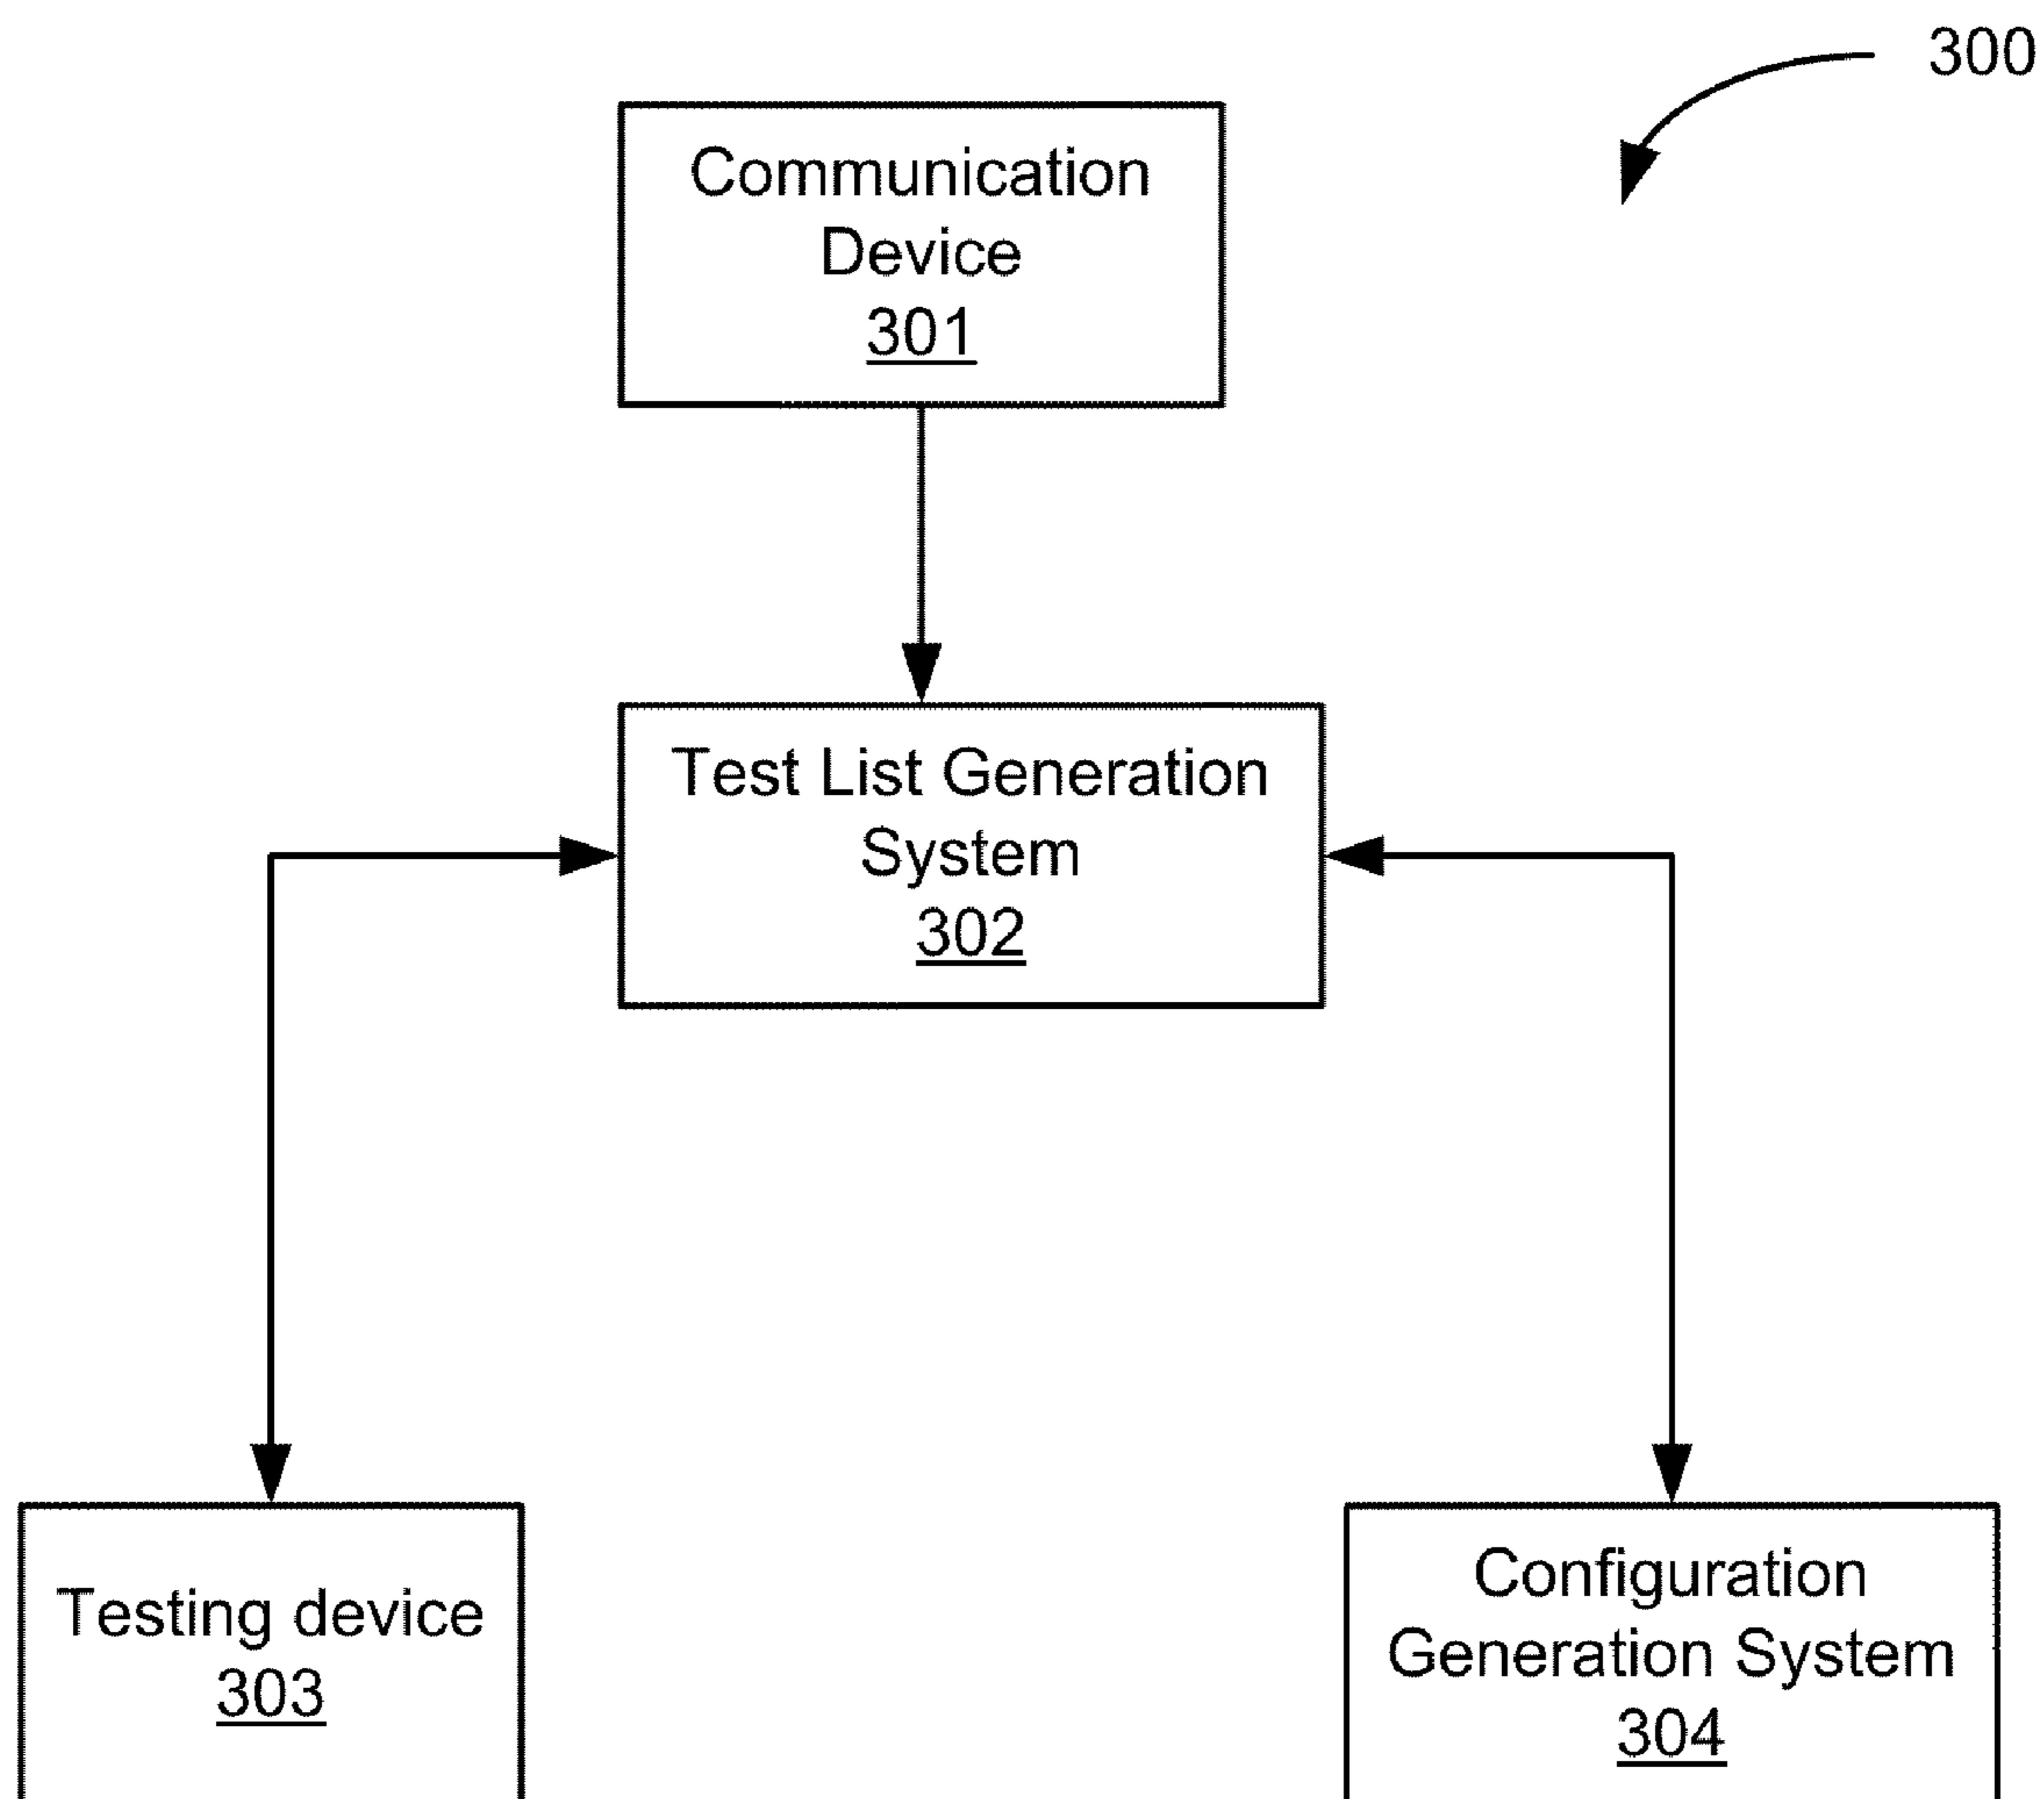 300
Communication
Device
301
Test List Generation
System
302
Testing device
303
Configuration
Generation System
304